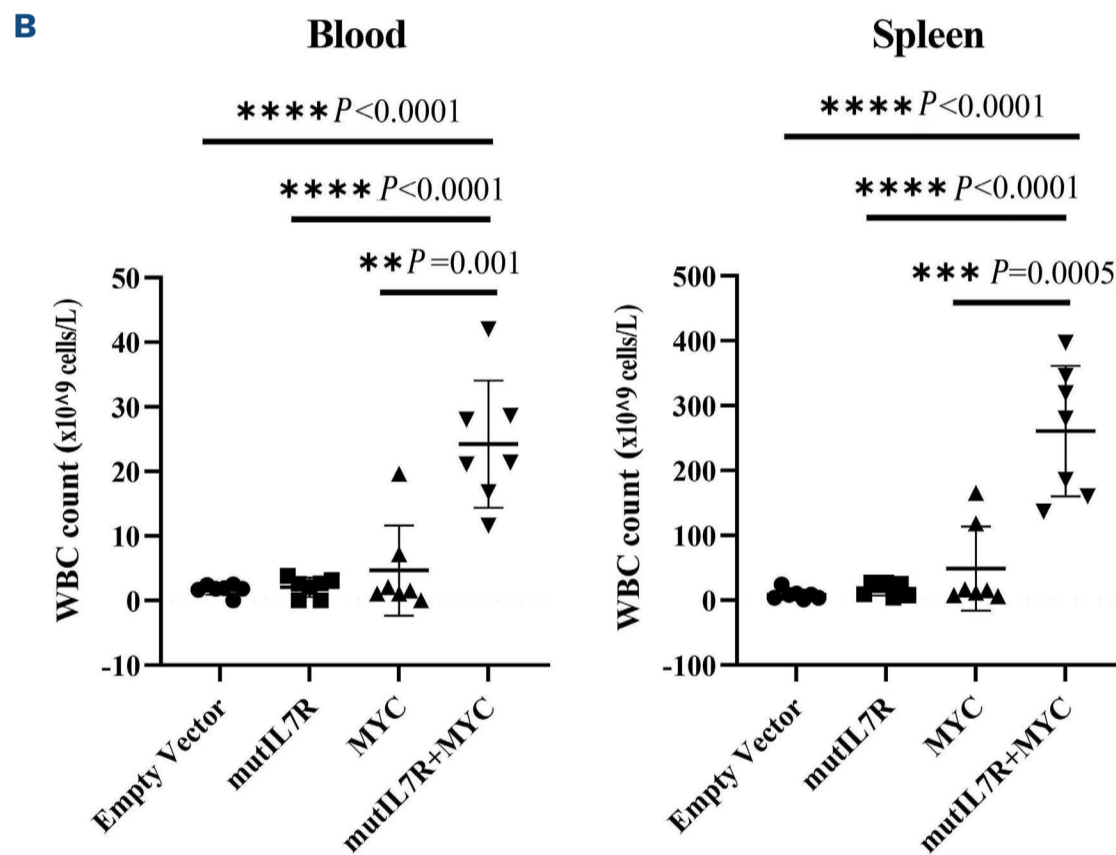 B
Blood
**** P<0.0001
**** P<0.0001
** P =0.001
WBC count (x10^9 cells/L)
50
40
30
20
10
0
-10
Empty Vector
mutIL7R
MYC
mutIL7R+MYC
Spleen
**** P<0.0001
**** P<0.0001
*** P=0.0005
WBC count (x10^9 cells/L)
500
400
300
200
100
0
-100
Empty Vector
mutIL7R
MYC
mutIL7R+MYC